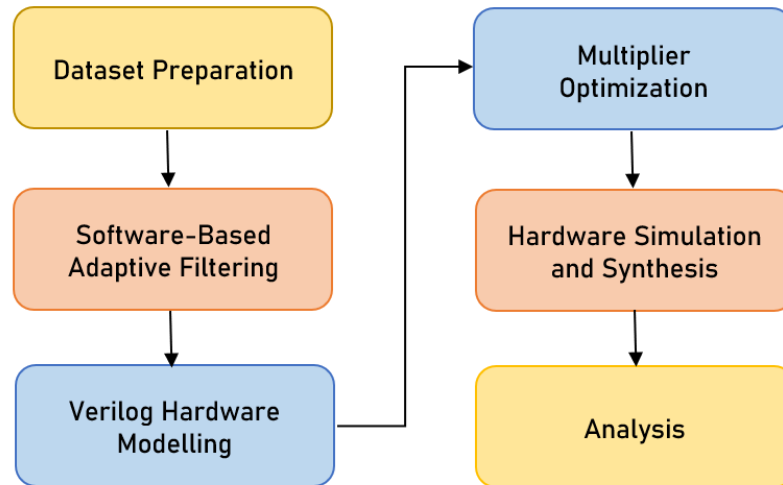 Dataset Preparation
Software-Based
Adaptive Filtering
Verilog Hardware
Modelling
Multiplier
Optimization
Hardware Simulation
and Synthesis
Analysis